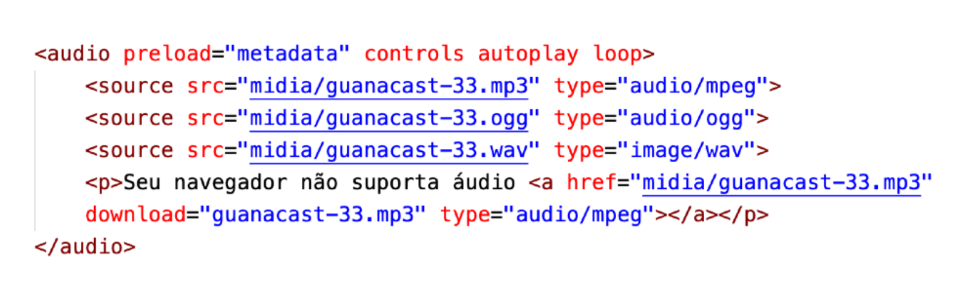 <audio preload="metadata" controls autoplay loop>
<source src="midia/guanacast-33.mp3" type="audio/mpeg">
<source src="midia/guanacast-33.ogg" type="audio/ogg">
<source src="midia/guanacast-33.wav" type="image/wav">
<p>Seu navegador não suporta áudio <a href="midia/guanacast-33.mp3"
download="guanacast-33.mp3" type="audio/mpeg"></a></p>
</audio>